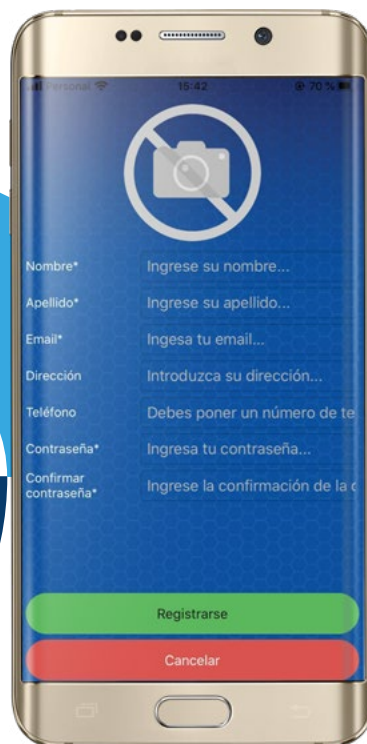 Personal 15:42 70 %
Nombre* Ingrese su nombre...
Apellido* Ingrese su apellido...
Email* Ingesa tu email...
Dirección Introduzca su dirección...
Teléfono Debes poner un número de te
Contraseña* Ingresa tu contraseña...
Confirmar
contraseña* Ingrese la confirmación de la c
Registrarse
Cancelar